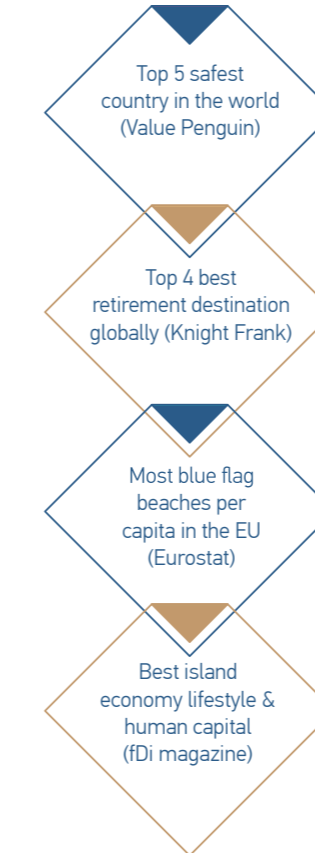 Top 5 safest
country in the world
(Value Penguin)
Top 4 best
retirement destination
globally (Knight Frank)
Most blue flag
beaches per
capita in the EU
(Eurostat)
Best island
economy lifestyle &
human capital
(fDi magazine)